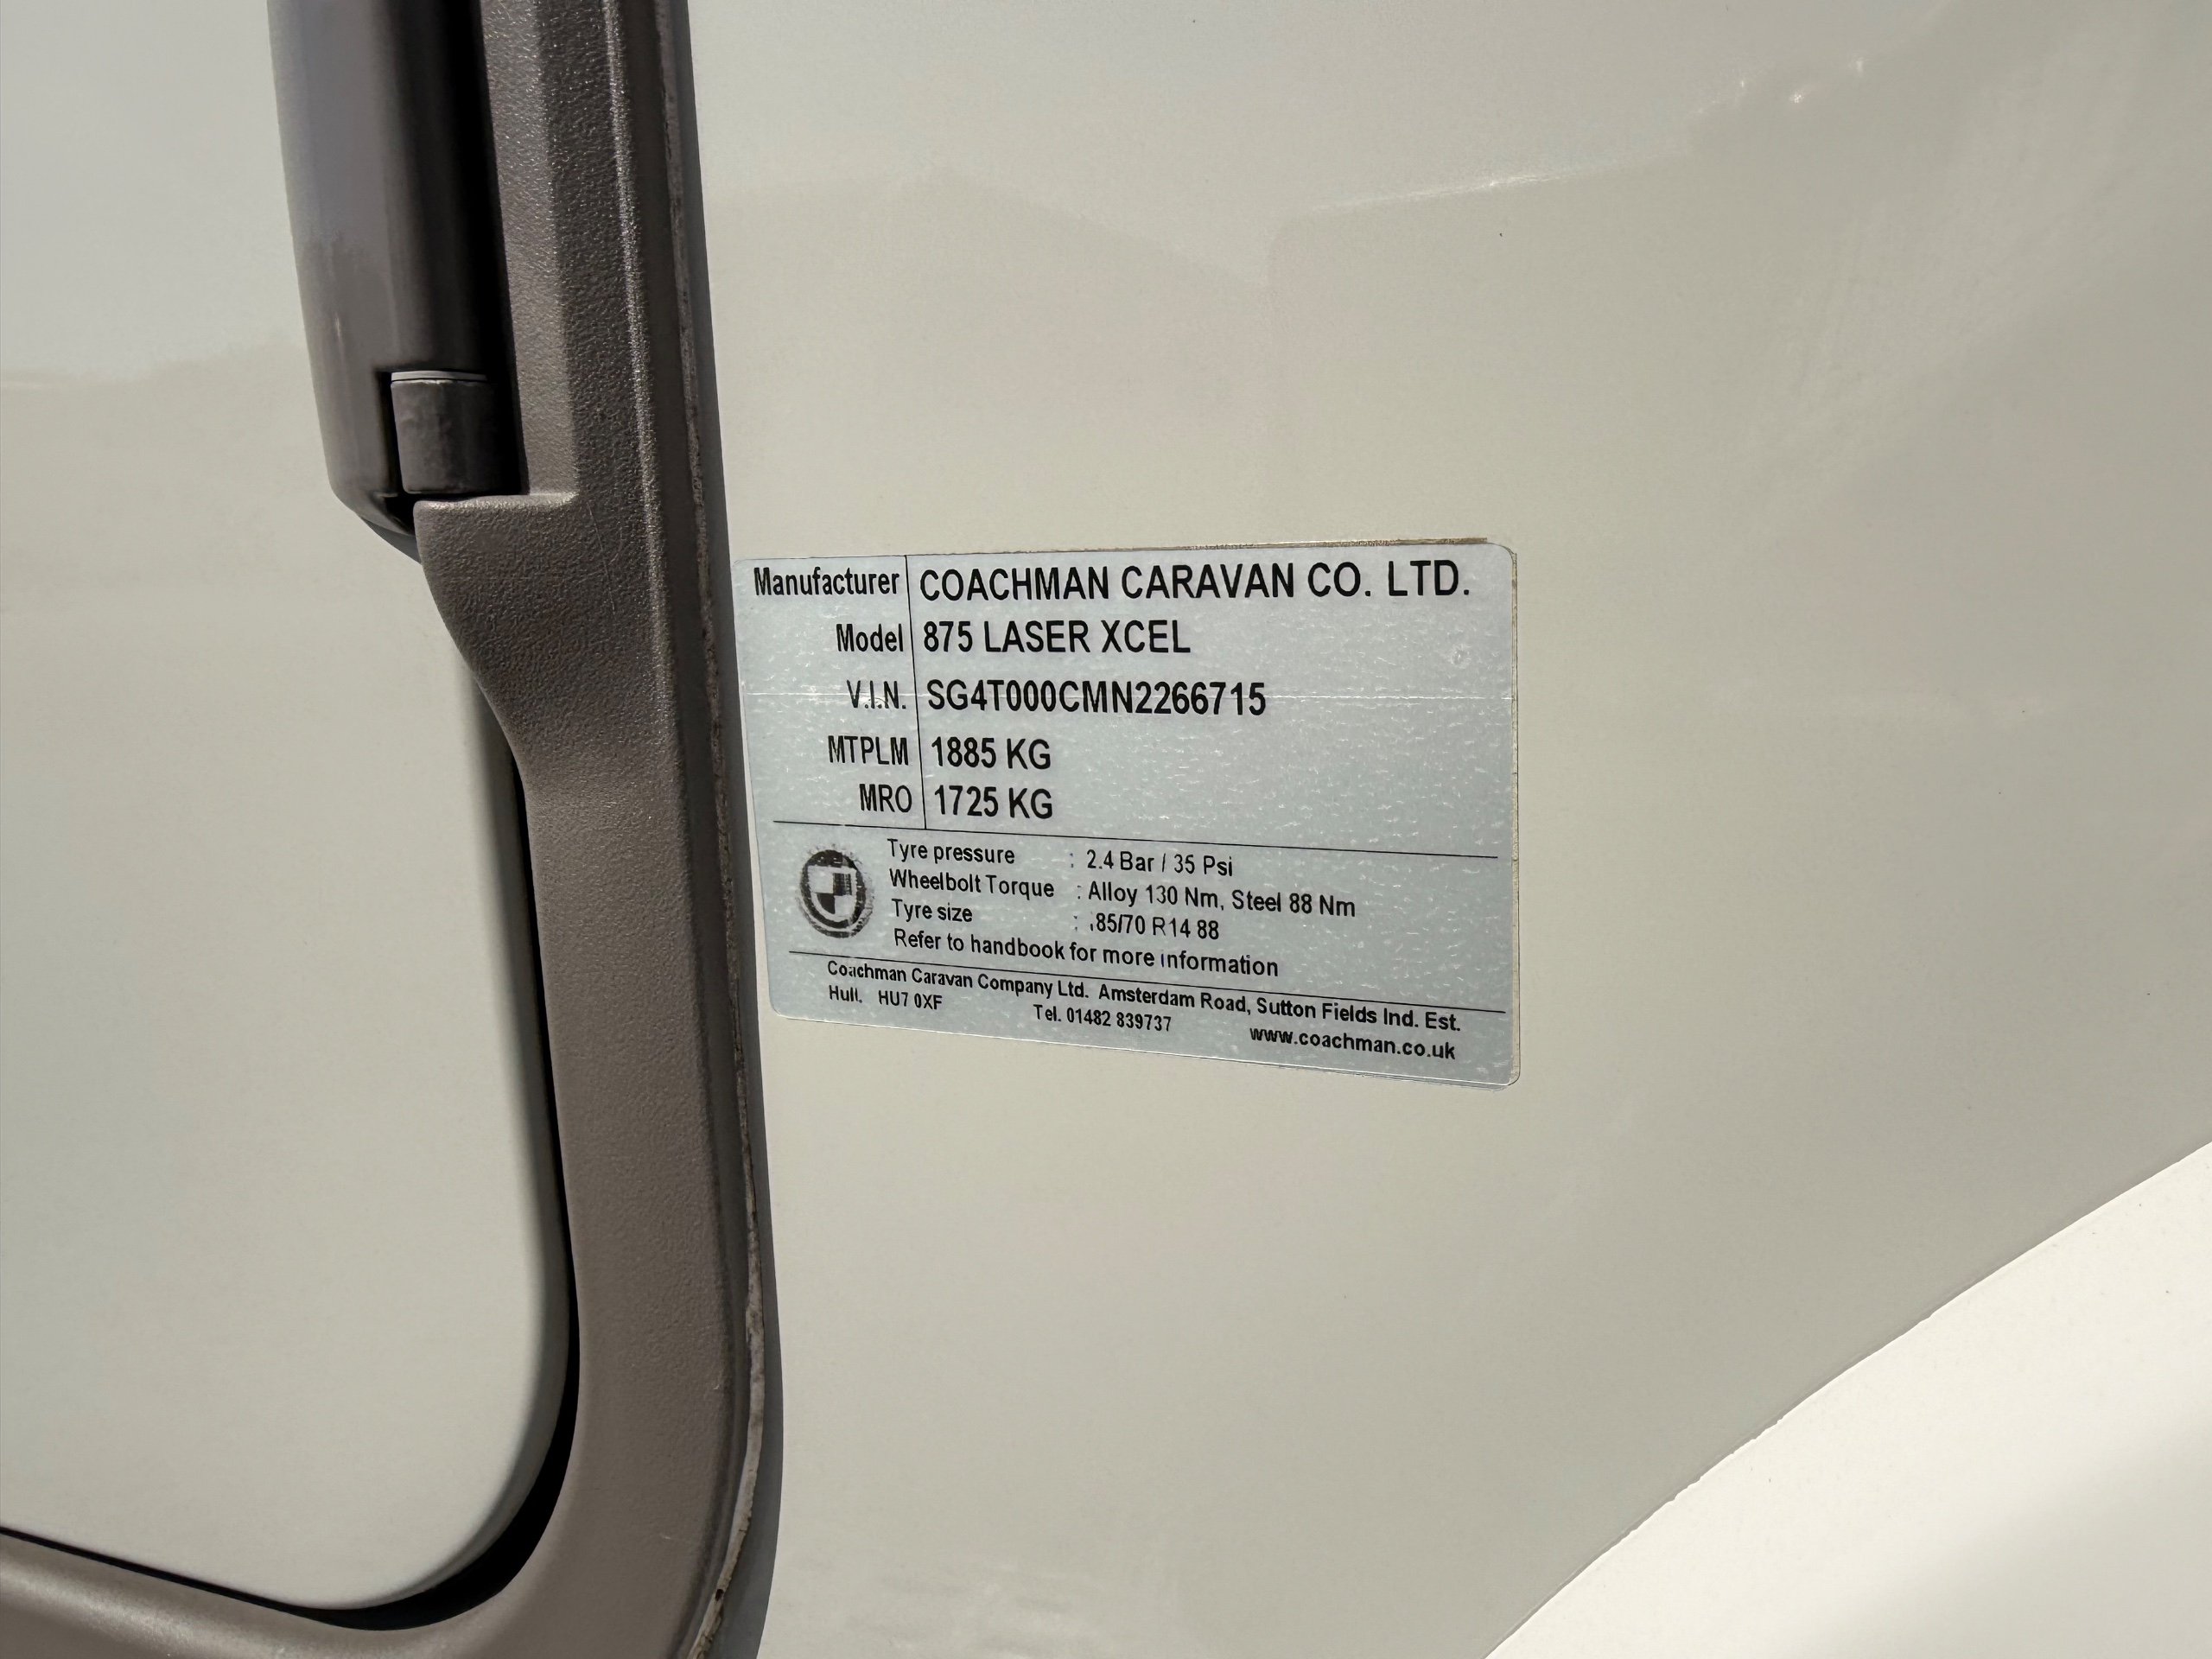 Manufacturer COACHMAN CARAVAN CO. LTD.
Model 875 LASER XCEL
V.I.N. SG4T000CMN2266715
MTPLM 1885 KG
MRO 1725 KG
Tyre pressure : 2.4 Bar / 35 Psi
Wheelbolt Torque : Alloy 130 Nm, Steel 88 Nm
Tyre size : 185/70 R14 88
Refer to handbook for more information
Coachman Caravan Company Ltd. Amsterdam Road, Sutton Fields Ind. Est.
Hull. HU7 0XF Tel. 01482 839737 www.coachman.co.uk